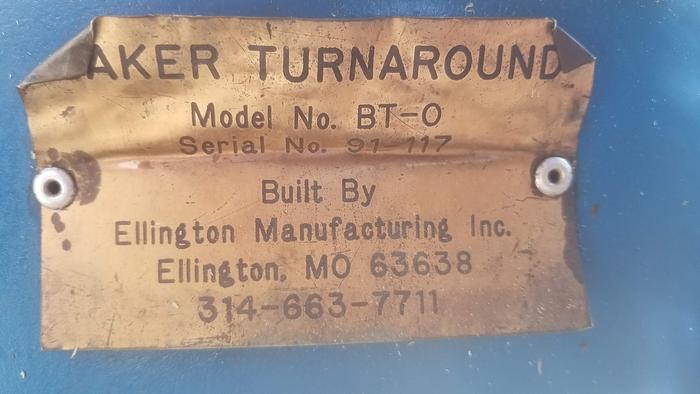 AKER TURNAROUND
Model No. BT-O
Serial No. 91-117
Built By
Ellington Manufacturing Inc.
Ellington, MO 63638
314-663-7711